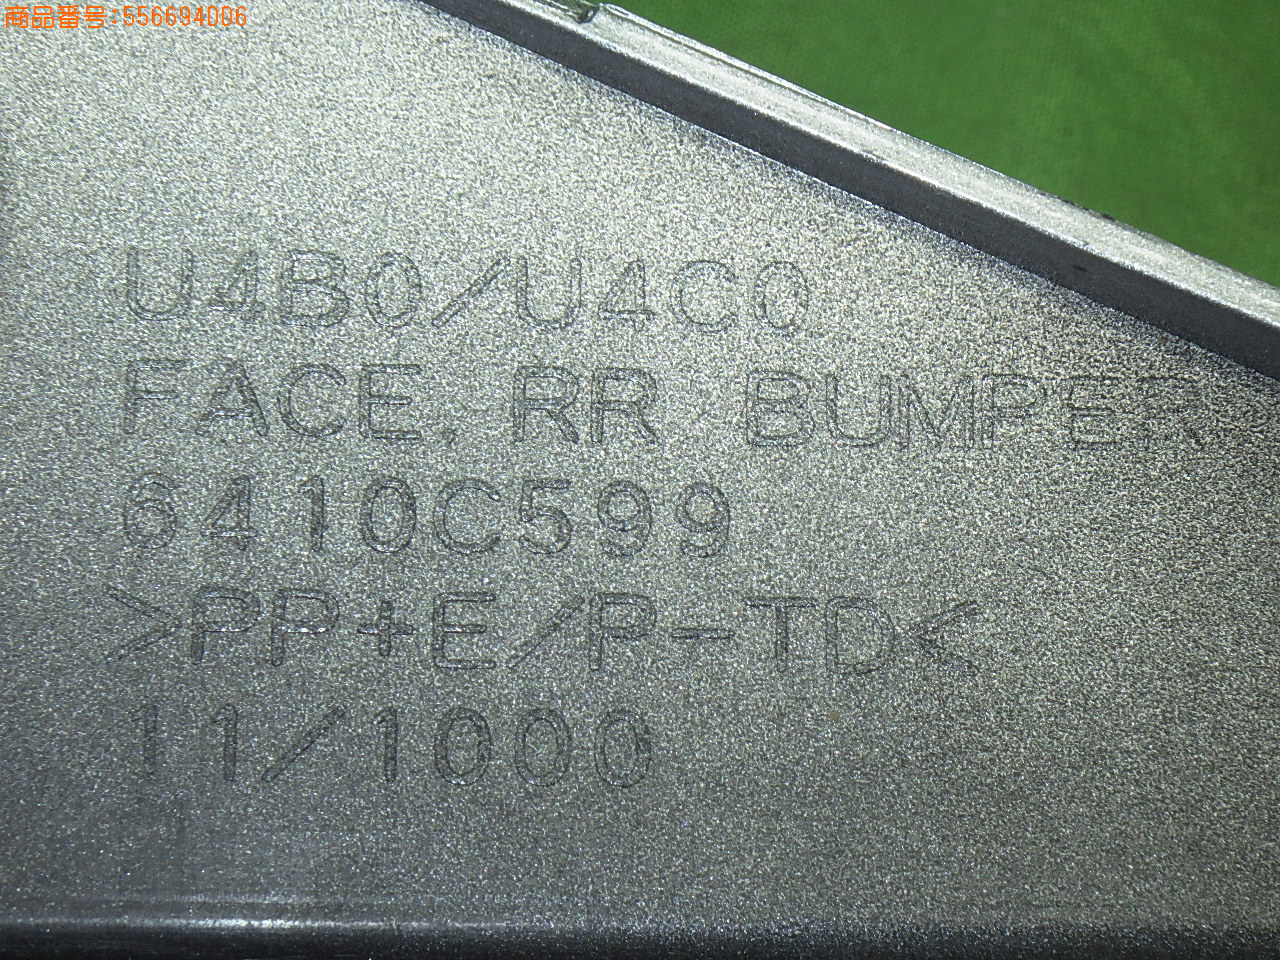 商品番号:556694006
U4B0/U4C0
FACE, RR BUMPER
6410C599
>PP+E/P-TD<
11/1000